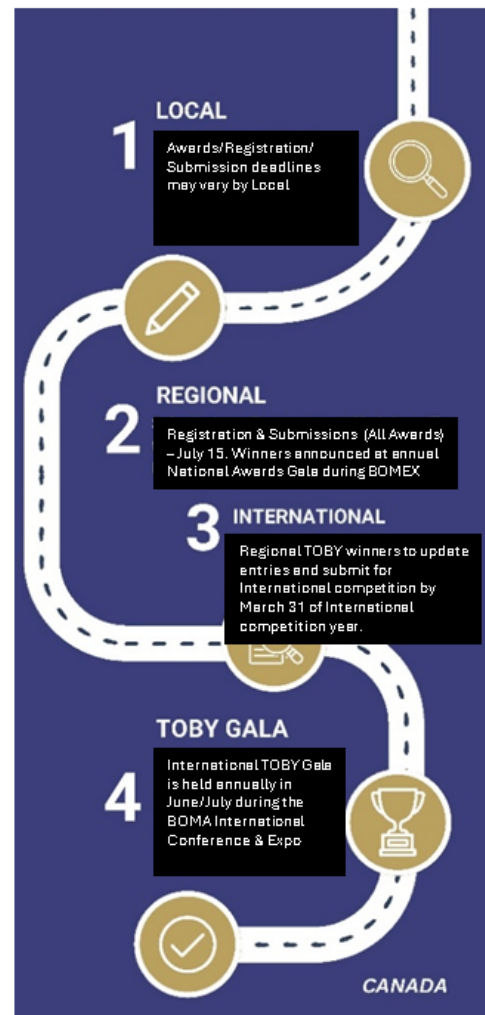 LOCAL
1
Awards/Registration/
Submission deadlines
may vary by Local
REGIONAL
2
Registration & Submissions (All Awards)
– July 15. Winners announced at annual
National Awards Gala during BOMEX
3
INTERNATIONAL
Regional TOBY winners to update
entries and submit for
International competition by
March 31 of International
competition year.
TOBY GALA
4
International TOBY Gala
is held annually in
June/July during the
BOMA International
Conference & Expo
CANADA